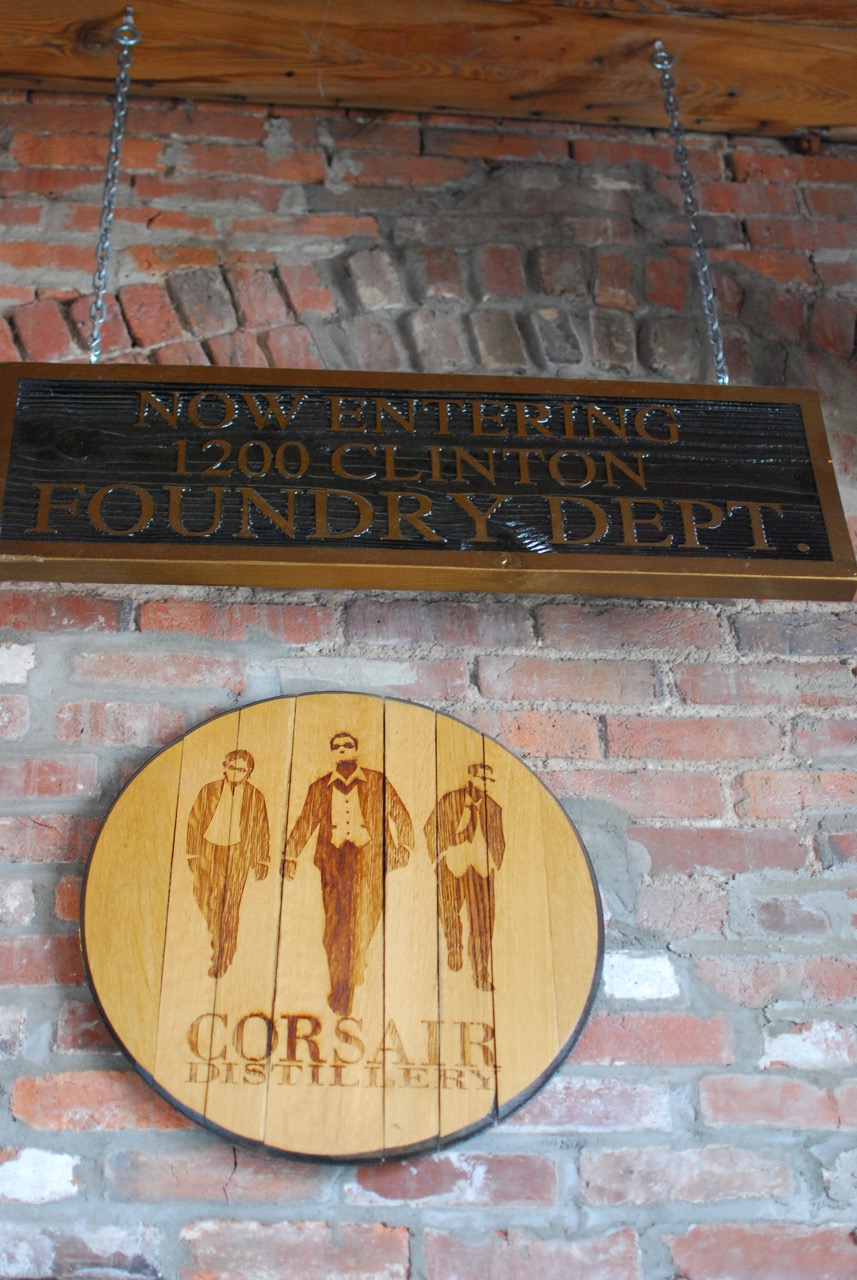 NOW ENTERING
1200 CLINTON
FOUNDRY DEPT.
CORSAIR
DISTILLERY